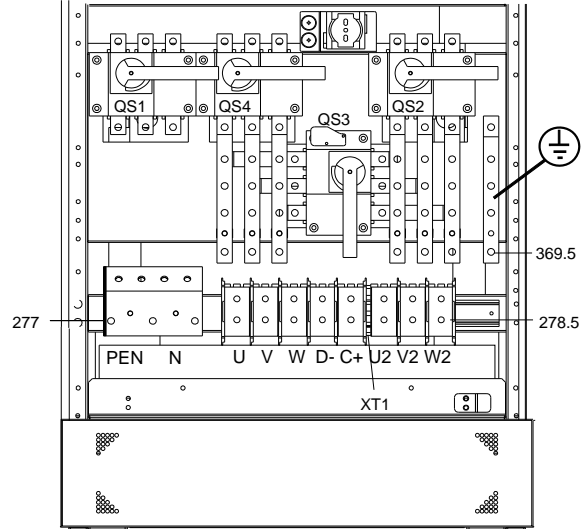 QS1
QS4
QS2
QS3
369.5
277
278.5
PEN N U V W D- C+ U2 V2 W2
XT1